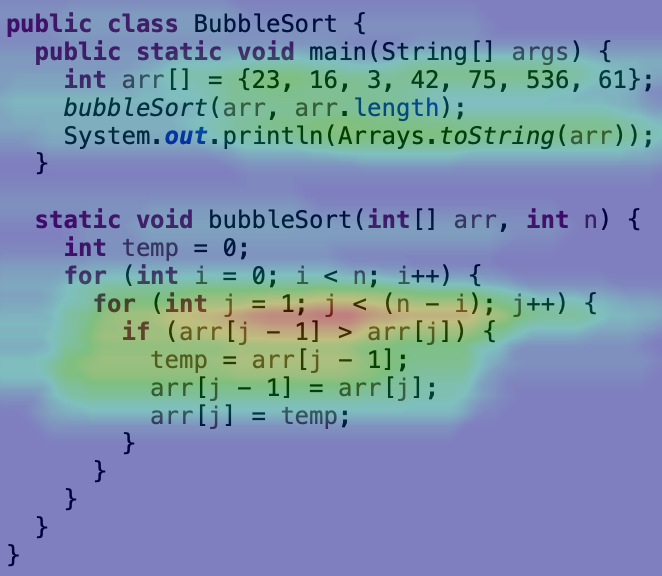 public class BubbleSort {
  public static void main(String[] args) {
    int arr[] = {23, 16, 3, 42, 75, 536, 61};
    bubbleSort(arr, arr.length);
    System.out.println(Arrays.toString(arr));
  }

  static void bubbleSort(int[] arr, int n) {
    int temp = 0;
    for (int i = 0; i < n; i++) {
      for (int j = 1; j < (n - i); j++) {
        if (arr[j - 1] > arr[j]) {
          temp = arr[j - 1];
          arr[j - 1] = arr[j];
          arr[j] = temp;
        }
      }
    }
  }
}